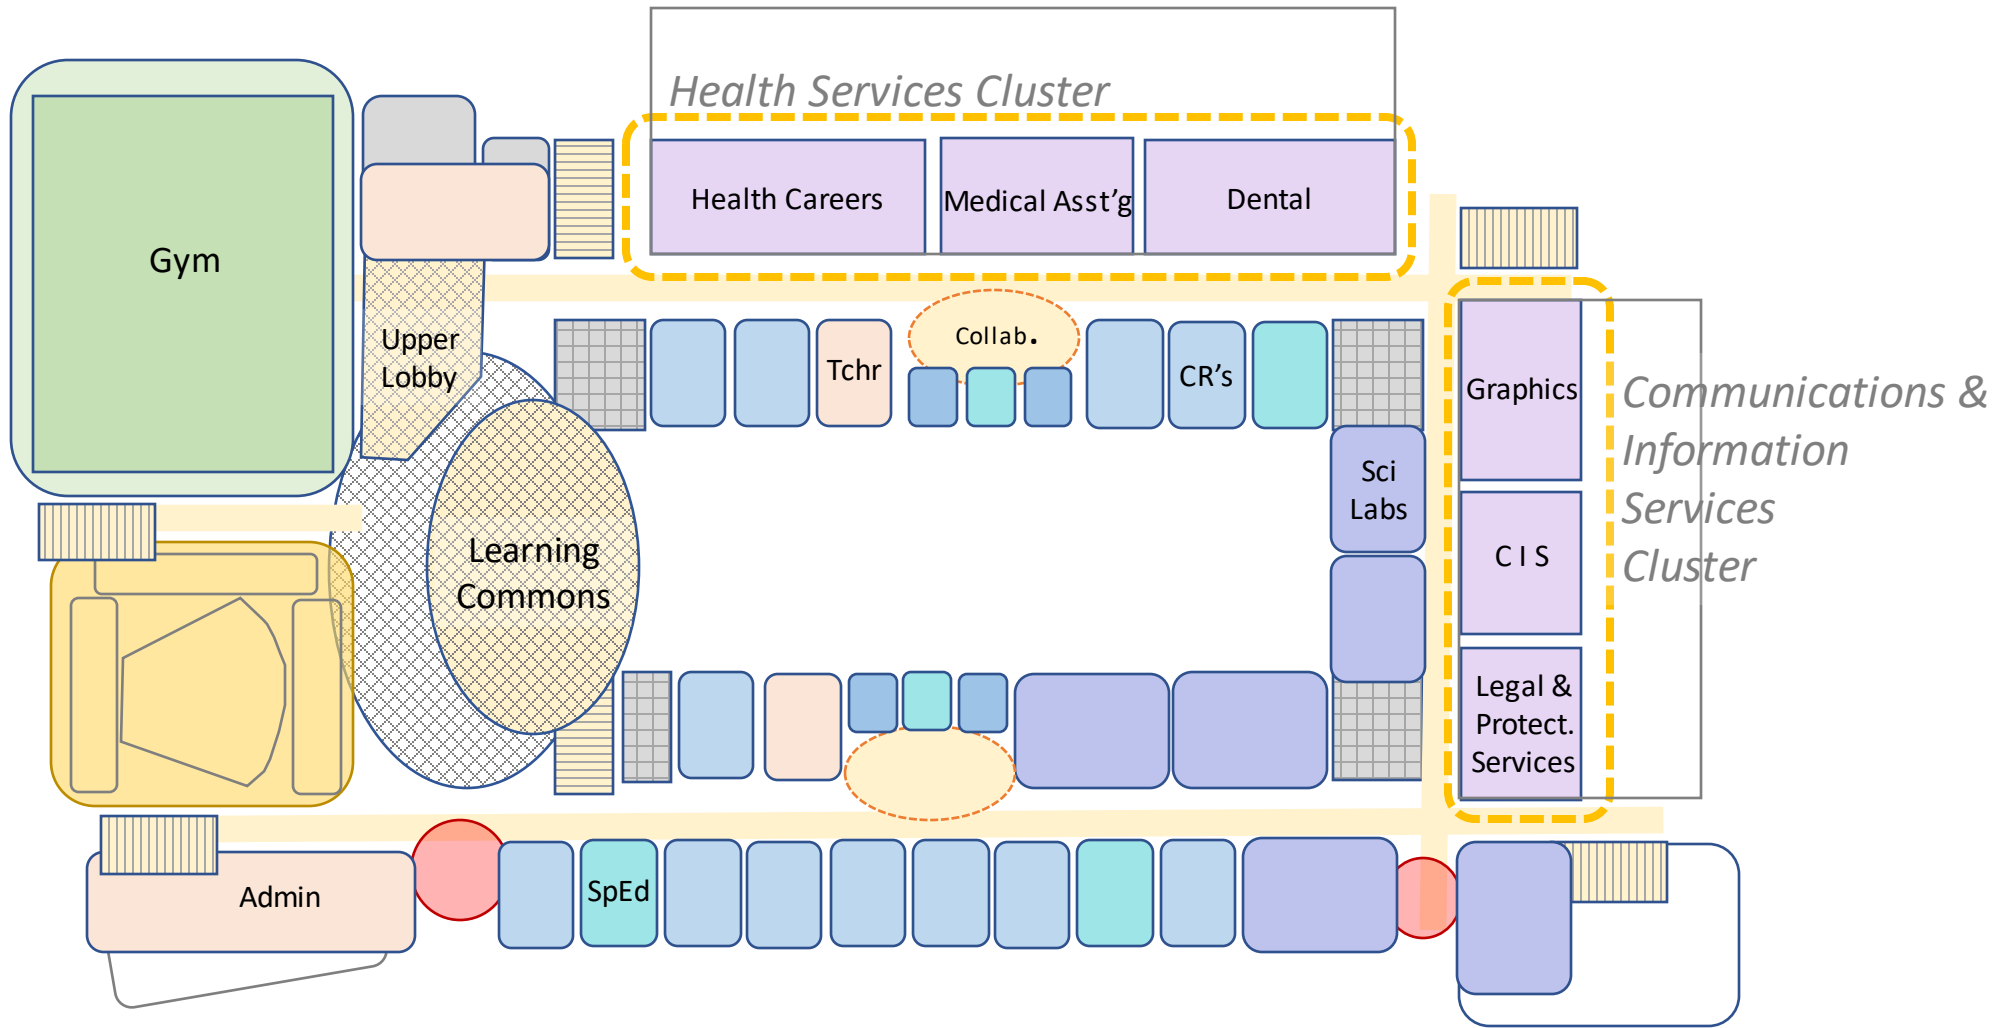 Health Services Cluster
Health Careers
Medical Asst'g
Dental
Gym
Upper
Lobby
Tchr
Collab.
CR's
Graphics
Communications &
Information
Services
Cluster
Sci
Labs
C I S
Learning
Commons
Legal &
Protect.
Services
Admin
SpEd